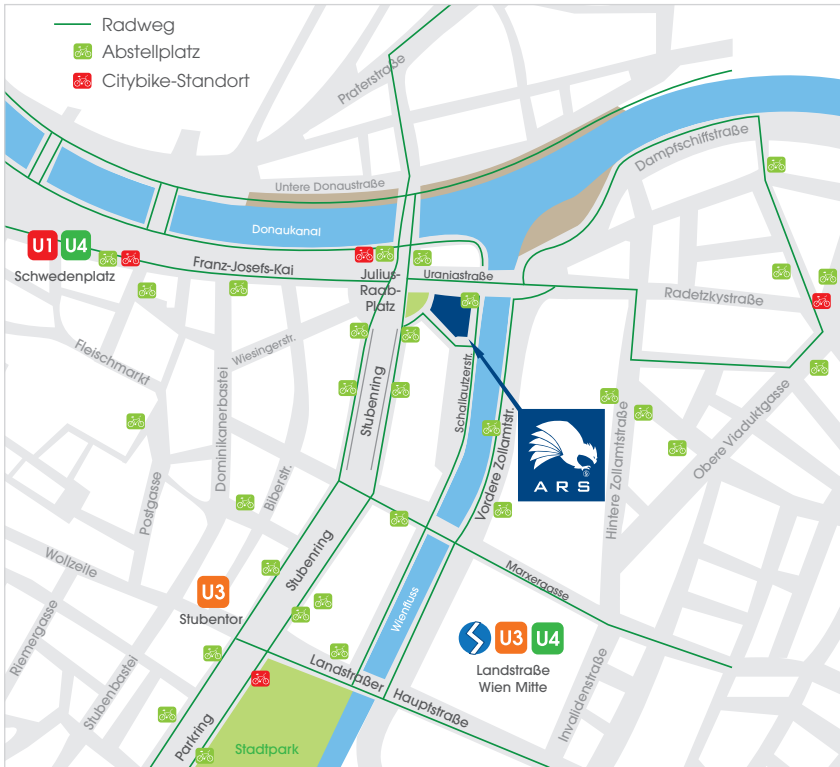 Radweg
Abstellplatz
Citybike-Standort
Praterstraße
Dampfschiffstraße
Untere Donaustraße
Donaukanal
U1 U4
Schwedenplatz
Franz-Josefs-Kai
Julius-
Raab-
Platz
Uraniastraße
Radetzkystraße
Wiesingerstr.
Fleischmarkt
Dominikanerbastei
Stubenring
Schallautzerstr.
Vordere Zollamtstr.
ARS
Hintere Zollamtstraße
Obere Viaduktgasse
Postgasse
Biberstr.
Wollzeile
Stubenring
Marxergasse
U3
Stubentor
Wienfluss
Riemergasse
U3 U4
Landstraße
Wien Mitte
Stubenbastei
Landstraßer Hauptstraße
Invalidenstraße
Parkring
Stadtpark